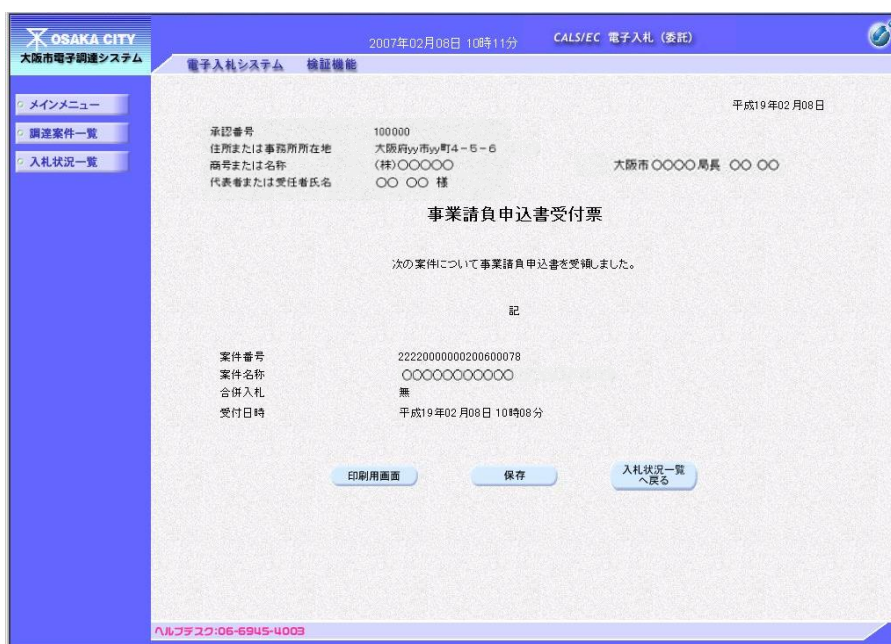 OSAKA CITY
大阪市電子調達システム
2007年02月08日 10時11分
CALS/EC 電子入札（委託）
電子入札システム 検証機能
メインメニュー
調達案件一覧
入札状況一覧
平成19年02月08日
承認番号 100000
住所または事務所所在地 大阪府yy市yy町4－5－6
商号または名称 (株)○○○○○
大阪市○○○○局長 ○○ ○○
代表者または受任者氏名 ○○ ○○ 様
事業請負申込書受付票
次の案件について事業請負申込書を受領しました。
記
案件番号 22220000000200600078
案件名称 ○○○○○○○○○○○
合併入札 無
受付日時 平成19年02月08日 10時08分
印刷用画面
保存
入札状況一覧
へ戻る
ヘルプデスク:06-6945-4003